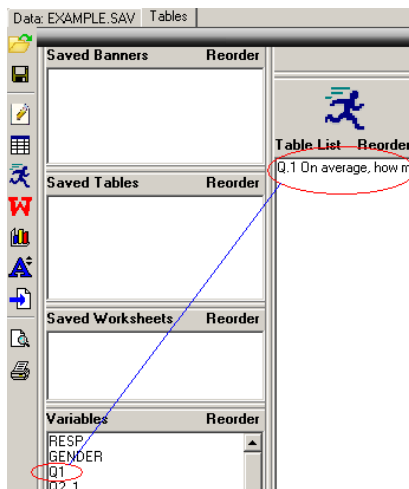 Data: EXAMPLE.SAV Tables
Saved Banners Reorder
Saved Tables Reorder
Saved Worksheets Reorder
Variables Reorder
RESP
GENDER
Q1
Q2_1
Table List Reorder
Q.1 On average, how m
W
A